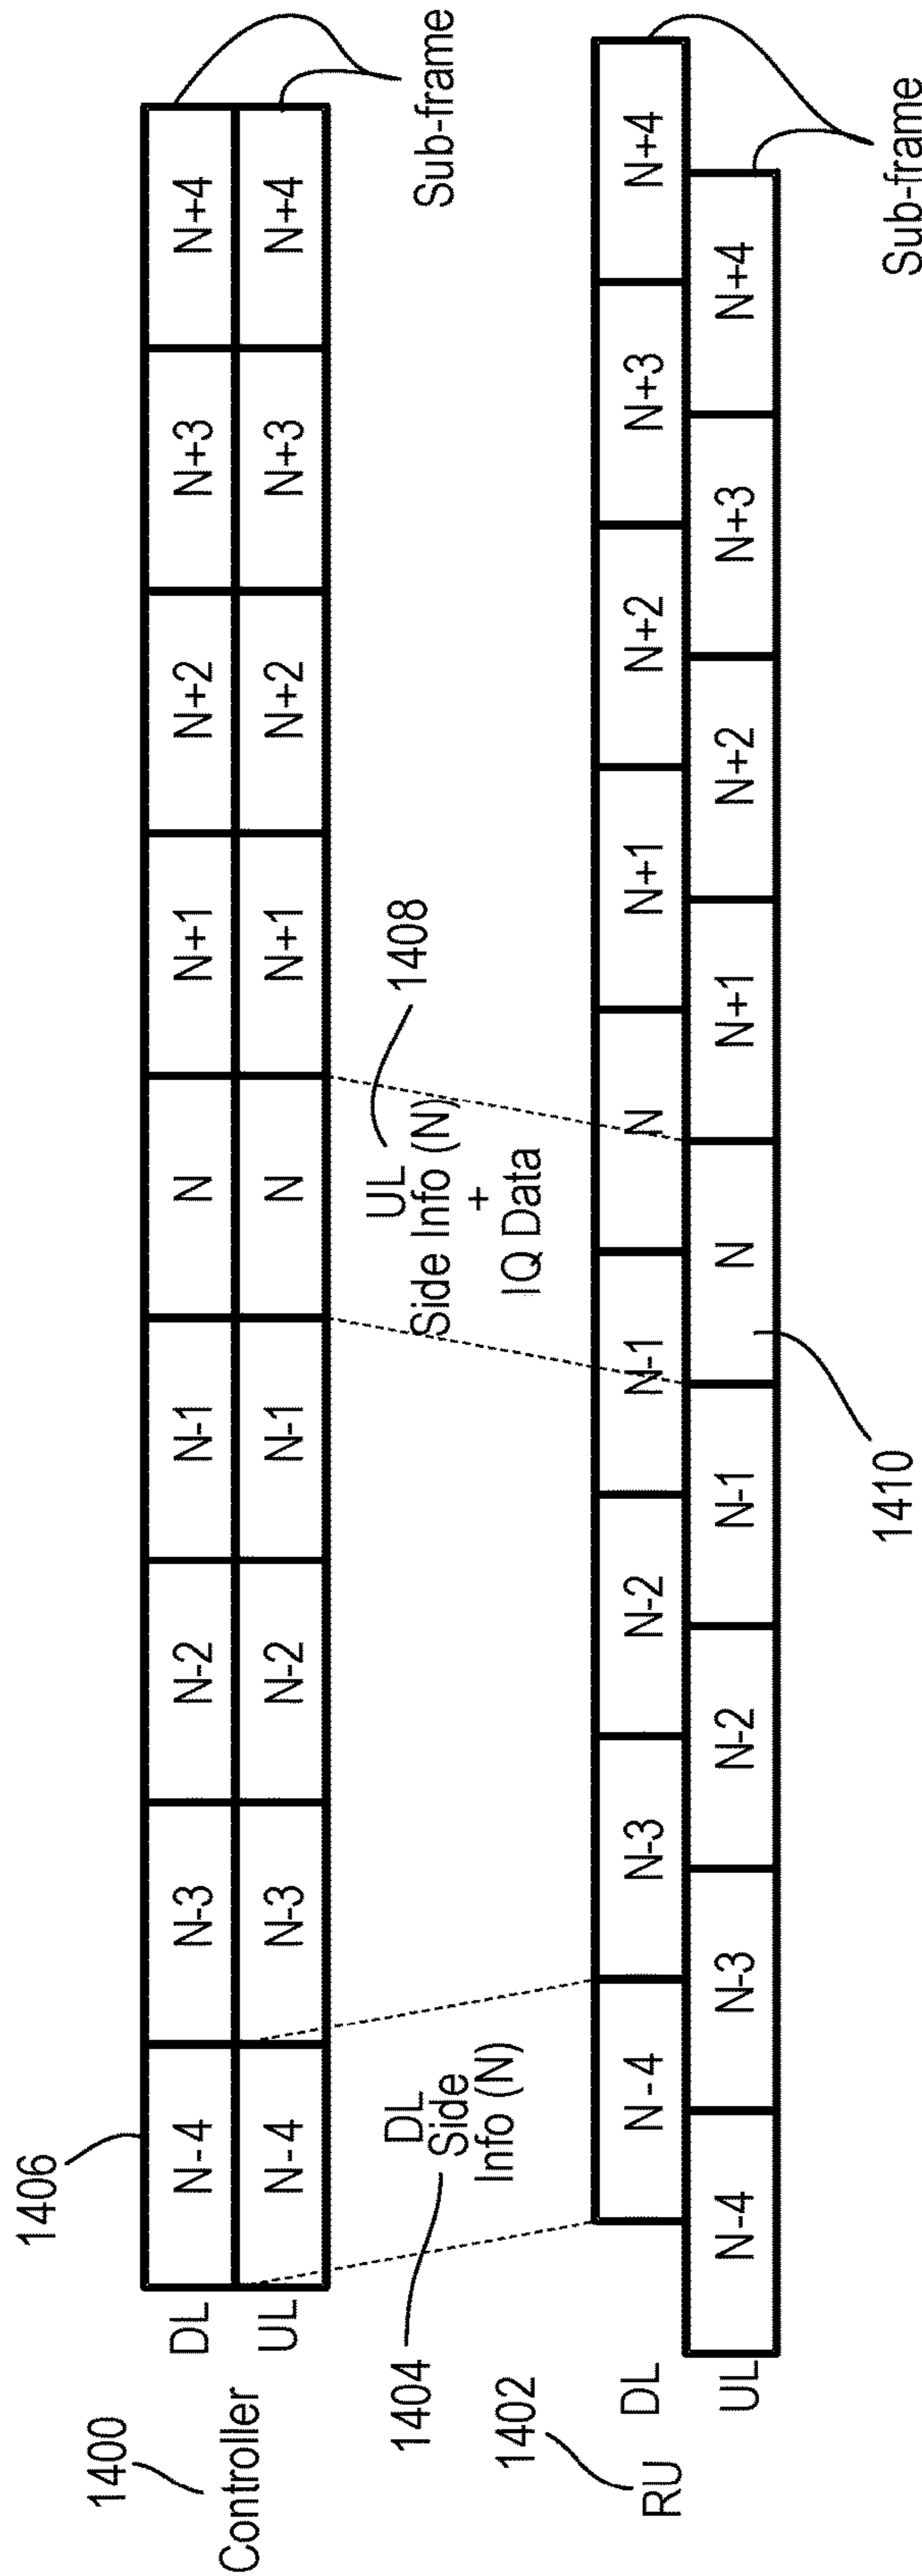 1400
Controller
1406
DL
N-4
N-3
N-2
N-1
N
N+1
N+2
N+3
N+4
UL
N-4
N-3
N-2
N-1
N
N+1
N+2
N+3
N+4
Sub-frame
1404
DL
Side
Info (N)
UL
Side Info (N)
+
IQ Data
1408
1402
RU
DL
N-4
N-3
N-2
N-1
N
N+1
N+2
N+3
N+4
UL
N-4
N-3
N-2
N-1
N
N+1
N+2
N+3
N+4
Sub-frame
1410